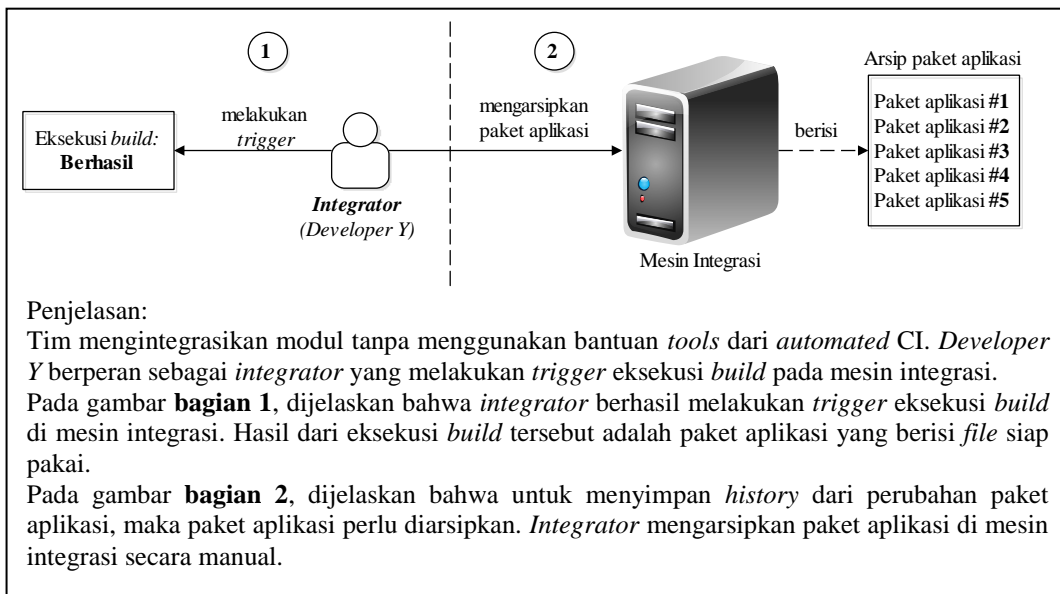 1
2
Arsip paket aplikasi
Eksekusi build:
Berhasil
melakukan
trigger
Integrator
(Developer Y)
mengarsipkan
paket aplikasi
Mesin Integrasi
berisi
Paket aplikasi #1
Paket aplikasi #2
Paket aplikasi #3
Paket aplikasi #4
Paket aplikasi #5
Penjelasan:
Tim mengintegrasikan modul tanpa menggunakan bantuan tools dari automated CI. Developer
Y berperan sebagai integrator yang melakukan trigger eksekusi build pada mesin integrasi.
Pada gambar bagian 1, dijelaskan bahwa integrator berhasil melakukan trigger eksekusi build
di mesin integrasi. Hasil dari eksekusi build tersebut adalah paket aplikasi yang berisi file siap
pakai.
Pada gambar bagian 2, dijelaskan bahwa untuk menyimpan history dari perubahan paket
aplikasi, maka paket aplikasi perlu diarsipkan. Integrator mengarsipkan paket aplikasi di mesin
integrasi secara manual.